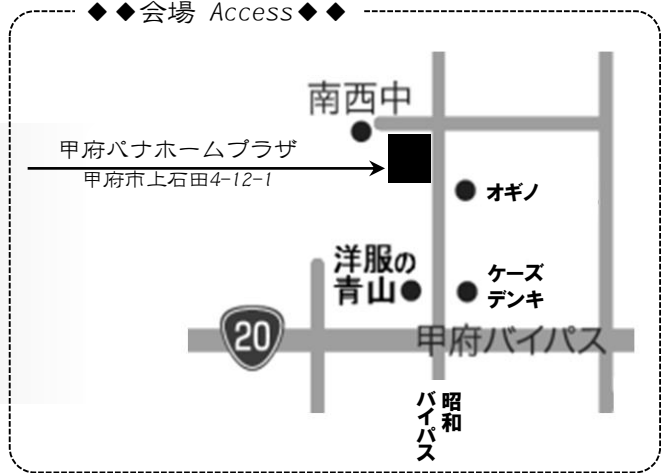 ◆◆会場 Access◆◆
南西中
甲府パナホームプラザ
甲府市上石田4-12-1
オギノ
洋服の
青山
ケーズ
デンキ
20
甲府バイパス
昭和
バイパス